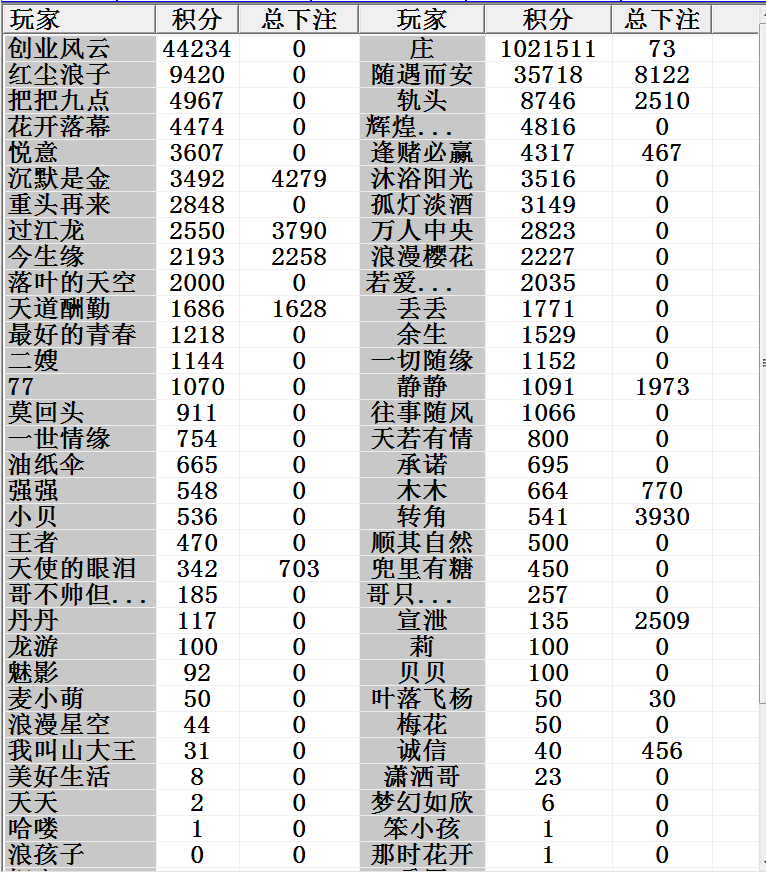 玩家 积分 总下注 玩家 积分 总下注
创业风云 44234 0 庄 1021511 73
红尘浪子 9420 0 随遇而安 35718 8122
把把九点 4967 0 轨头 8746 2510
花开落幕 4474 0 辉煌... 4816 0
悦意 3607 0 逢赌必赢 4317 467
沉默是金 3492 4279 沐浴阳光 3516 0
重头再来 2848 0 孤灯淡酒 3149 0
过江龙 2550 3790 万人中央 2823 0
今生缘 2193 2258 浪漫樱花 2227 0
落叶的天空 2000 0 若爱... 2035 0
天道酬勤 1686 1628 丢丢 1771 0
最好的青春 1218 0 余生 1529 0
二嫂 1144 0 一切随缘 1152 0
77 1070 0 静静 1091 1973
莫回头 911 0 往事随风 1066 0
一世情缘 754 0 天若有情 800 0
油纸伞 665 0 承诺 695 0
强强 548 0 木木 664 770
小贝 536 0 转角 541 3930
王者 470 0 顺其自然 500 0
天使的眼泪 342 703 兜里有糖 450 0
哥不帅但... 185 0 哥只... 257 0
丹丹 117 0 宣泄 135 2509
龙游 100 0 莉 100 0
魅影 92 0 贝贝 100 0
麦小萌 50 0 叶落飞杨 50 30
浪漫星空 44 0 梅花 50 0
我叫山大王 31 0 诚信 40 456
美好生活 8 0 潇洒哥 23 0
天天 2 0 梦幻如欣 6 0
哈喽 1 0 笨小孩 1 0
浪孩子 0 0 那时花开 1 0